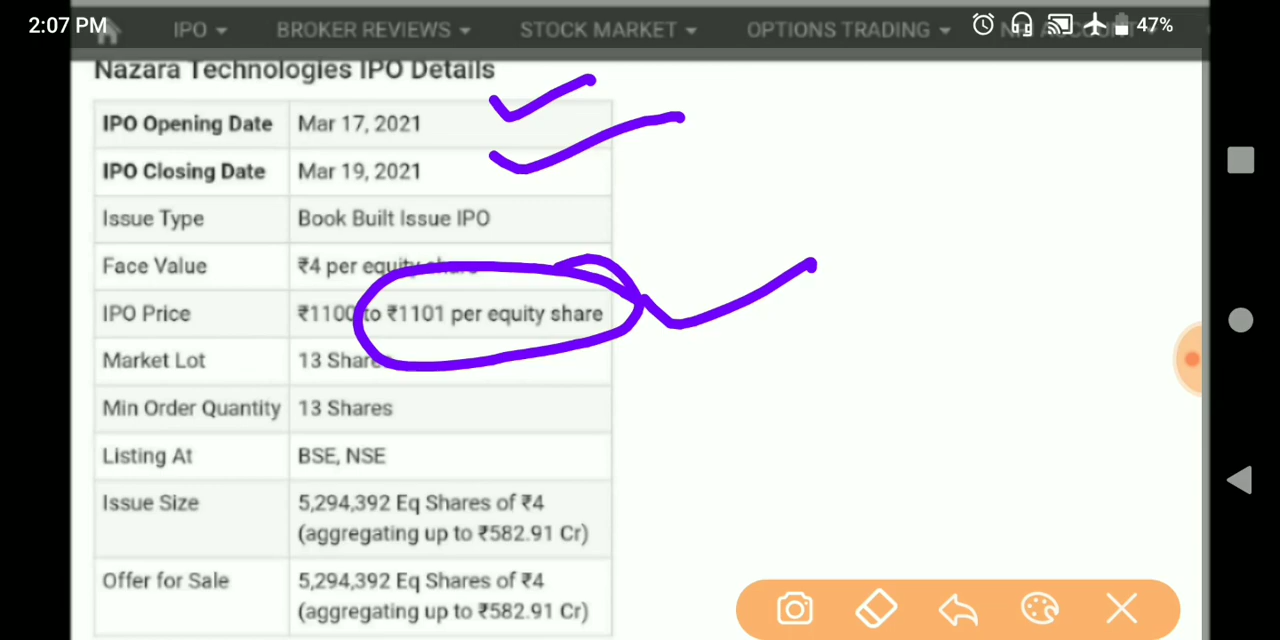 2:07 PM
IPO BROKER REVIEWS STOCK MARKET OPTIONS TRADING 47%
Nazara Technologies IPO Details
IPO Opening Date Mar 17, 2021
IPO Closing Date Mar 19, 2021
Issue Type Book Built Issue IPO
Face Value ₹4 per equity share
IPO Price ₹1100 to ₹1101 per equity share
Market Lot 13 Shares
Min Order Quantity 13 Shares
Listing At BSE, NSE
Issue Size 5,294,392 Eq Shares of ₹4
(aggregating up to ₹582.91 Cr)
Offer for Sale 5,294,392 Eq Shares of ₹4
(aggregating up to ₹582.91 Cr)